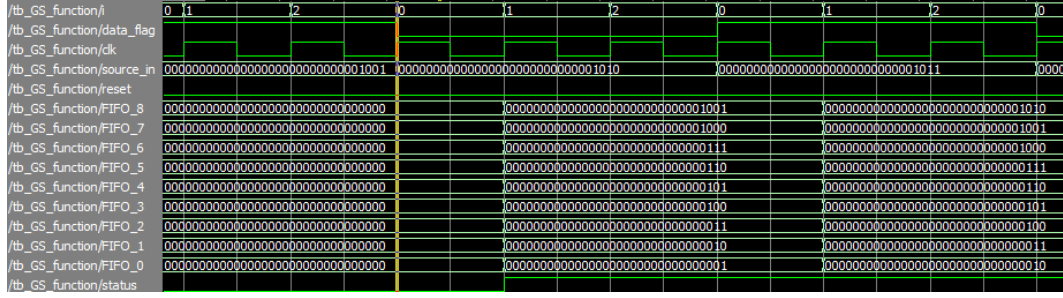 /tb_GS_function/i 0 1 2 0 1 2 0 1 2 0
/tb_GS_function/data_flag
/tb_GS_function/clk
/tb_GS_function/source_in 00000000000000000000000000001001 00000000000000000000000000001010 00000000000000000000000000001011 0000
/tb_GS_function/reset
/tb_GS_function/FIFO_8 00000000000000000000000000000000 00000000000000000000000000001001 00000000000000000000000000001010
/tb_GS_function/FIFO_7 00000000000000000000000000000000 00000000000000000000000000001000 00000000000000000000000000001001
/tb_GS_function/FIFO_6 00000000000000000000000000000000 00000000000000000000000000000111 00000000000000000000000000001000
/tb_GS_function/FIFO_5 00000000000000000000000000000000 00000000000000000000000000000110 00000000000000000000000000000111
/tb_GS_function/FIFO_4 00000000000000000000000000000000 00000000000000000000000000000101 00000000000000000000000000000110
/tb_GS_function/FIFO_3 00000000000000000000000000000000 00000000000000000000000000000100 00000000000000000000000000000101
/tb_GS_function/FIFO_2 00000000000000000000000000000000 00000000000000000000000000000011 00000000000000000000000000000100
/tb_GS_function/FIFO_1 00000000000000000000000000000000 00000000000000000000000000000010 00000000000000000000000000000011
/tb_GS_function/FIFO_0 00000000000000000000000000000000 00000000000000000000000000000001 00000000000000000000000000000010
/tb_GS_function/status